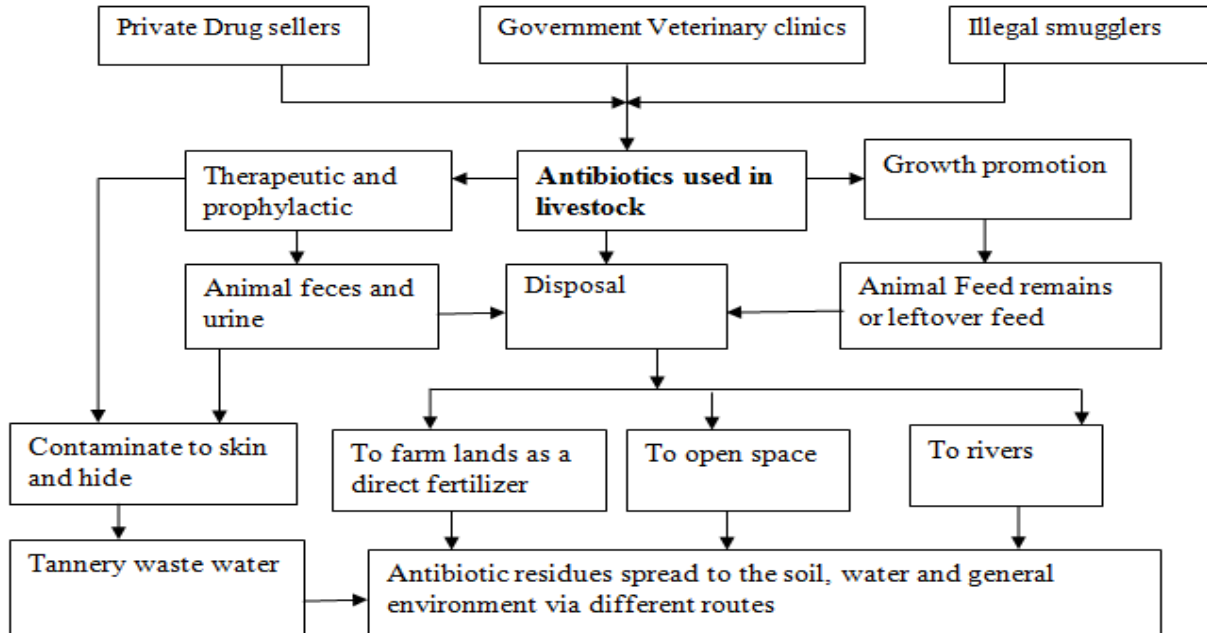 Private Drug sellers
Government Veterinary clinics
Illegal smugglers
Therapeutic and
prophylactic
Antibiotics used in
livestock
Growth promotion
Animal feces and
urine
Disposal
Animal Feed remains
or leftover feed
Contaminate to skin
and hide
To farm lands as a
direct fertilizer
To open space
To rivers
Tannery waste water
Antibiotic residues spread to the soil, water and general
environment via different routes